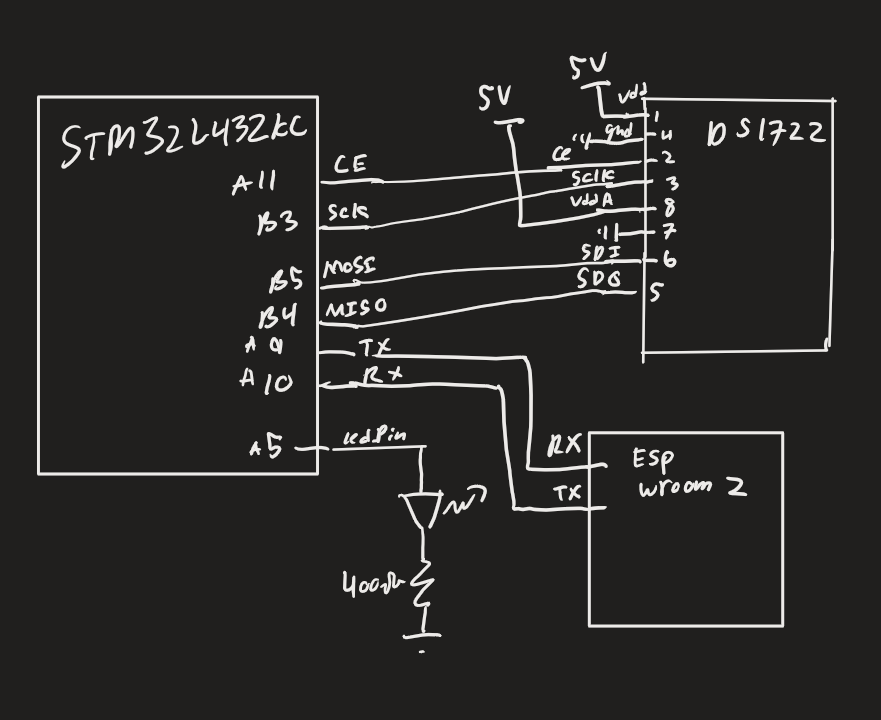 5V
5V
vdd
STM32L432KC
1
DS1722
gnd
4
CE
Ce
2
A11
Sclk
3
B3
Sck
vddA
8
7
MOSI
SDI
6
B5
SDO
5
B4
MISO
A9
TX
A10
RX
A5
ledPin
RX
Esp
TX
wroom 2
400Ω